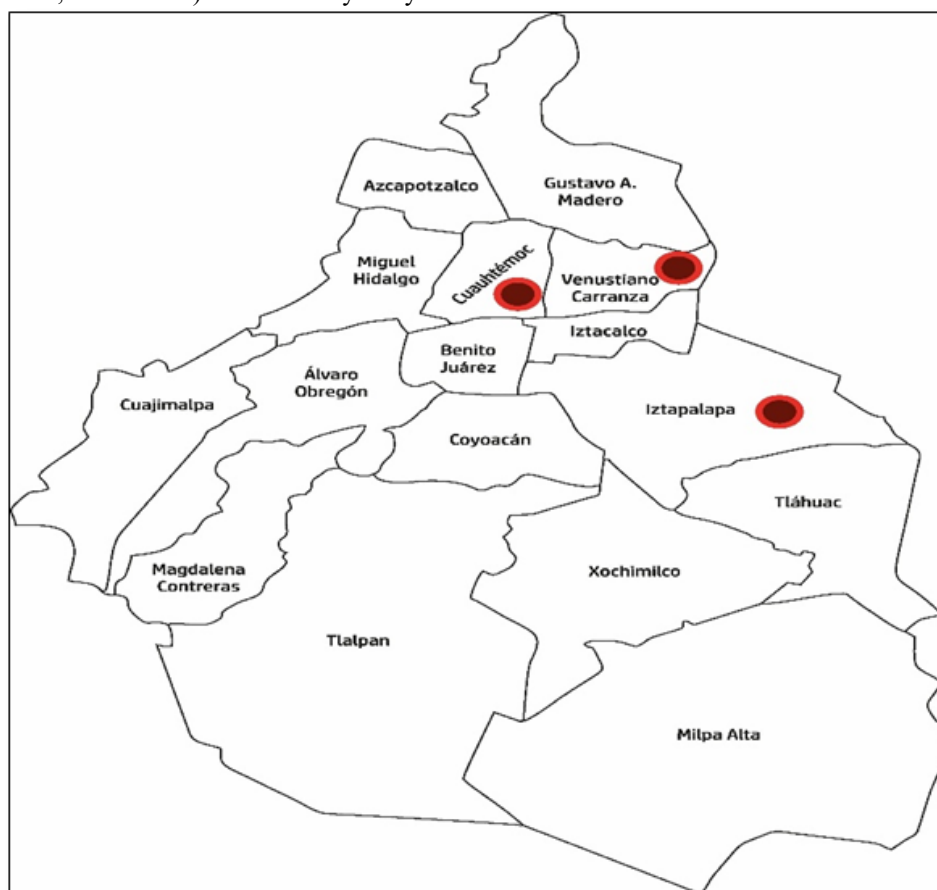 Azcapotzalco
Gustavo A.
Madero
Miguel
Hidalgo
Cuauhtémoc
Venustiano
Carranza
Iztacalco
Benito
Juárez
Álvaro
Obregón
Cuajimalpa
Iztapalapa
Coyoacán
Tláhuac
Magdalena
Contreras
Xochimilco
Tlalpan
Milpa Alta